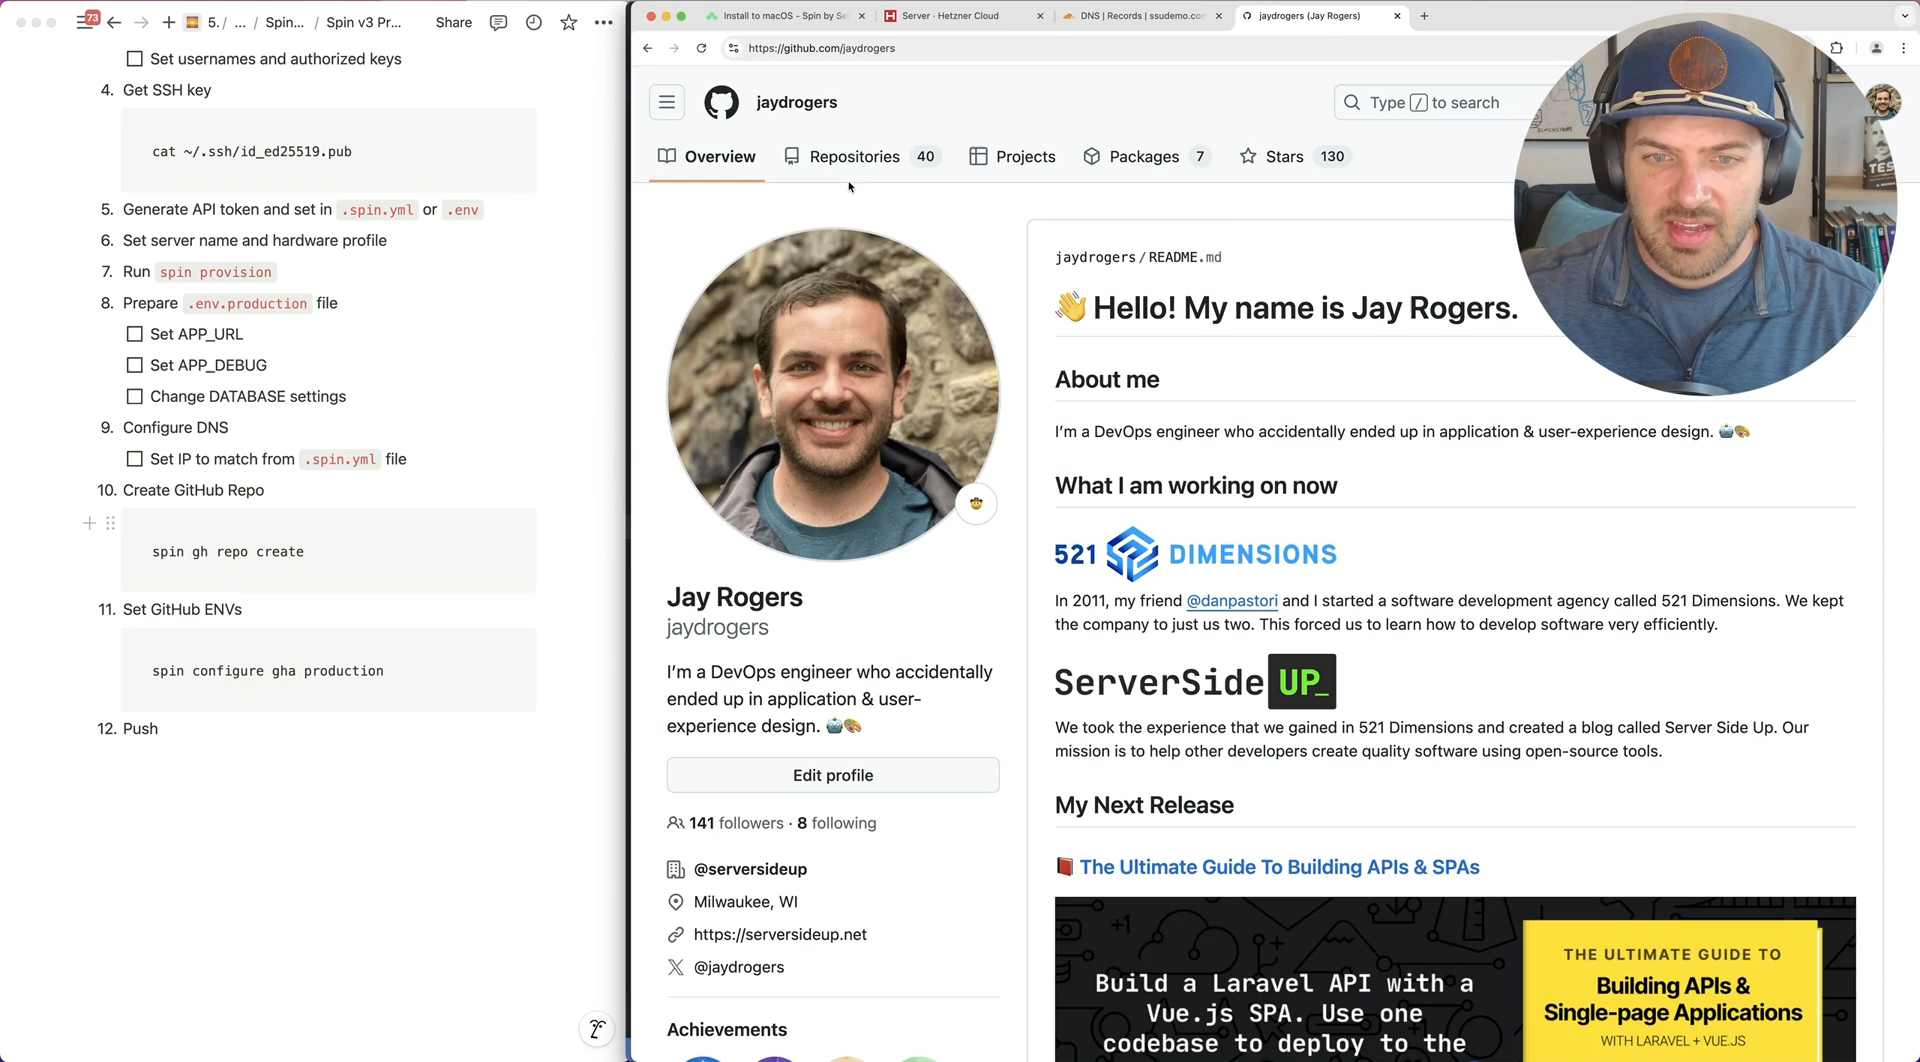 73
5. / ... / Spin... / Spin v3 Pr...
Share
Set usernames and authorized keys
4. Get SSH key
cat ~/.ssh/id_ed25519.pub
5. Generate API token and set in .spin.yml or .env
6. Set server name and hardware profile
7. Run spin provision
8. Prepare .env.production file
Set APP_URL
Set APP_DEBUG
Change DATABASE settings
9. Configure DNS
Set IP to match from .spin.yml file
10. Create GitHub Repo
spin gh repo create
11. Set GitHub ENVs
spin configure gha production
12. Push
Install to macOS - Spin by Se
Server · Hetzner Cloud
DNS | Records | ssudemo.co
jaydrogers (Jay Rogers)
https://github.com/jaydrogers
jaydrogers
Type / to search
Overview
Repositories 40
Projects
Packages 7
Stars 130
Jay Rogers
jaydrogers
I'm a DevOps engineer who accidentally
ended up in application & user-
experience design. 🤖🎨
Edit profile
141 followers · 8 following
@serversideup
Milwaukee, WI
https://serversideup.net
@jaydrogers
Achievements
jaydrogers / README.md
👋 Hello! My name is Jay Rogers.
About me
I'm a DevOps engineer who accidentally ended up in application & user-experience design. 🤖🎨
What I am working on now
521 DIMENSIONS
In 2011, my friend @danpastori and I started a software development agency called 521 Dimensions. We kept
the company to just us two. This forced us to learn how to develop software very efficiently.
ServerSide UP_
We took the experience that we gained in 521 Dimensions and created a blog called Server Side Up. Our
mission is to help other developers create quality software using open-source tools.
My Next Release
📕 The Ultimate Guide To Building APIs & SPAs
+1
Build a Laravel API with a
Vue.js SPA. Use one
codebase to deploy to the
THE ULTIMATE GUIDE TO
Building APIs &
Single-page Applications
WITH LARAVEL + VUE.JS